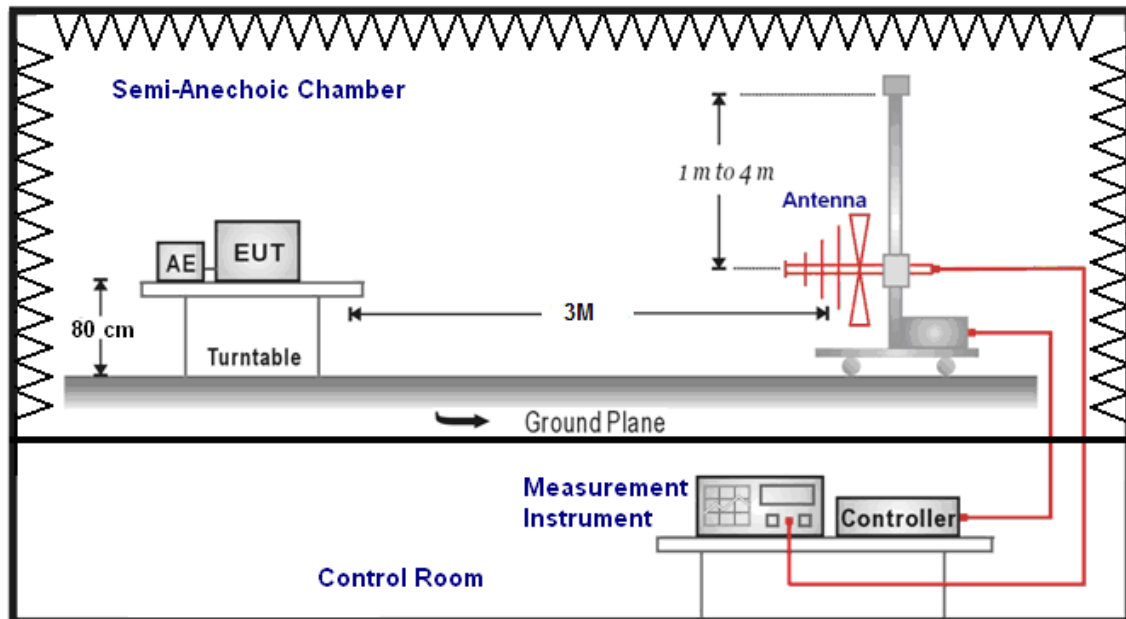 Semi-Anechoic Chamber
1 m to 4 m
Antenna
AE
EUT
80 cm
3M
Turntable
Ground Plane
Measurement
Instrument
Controller
Control Room